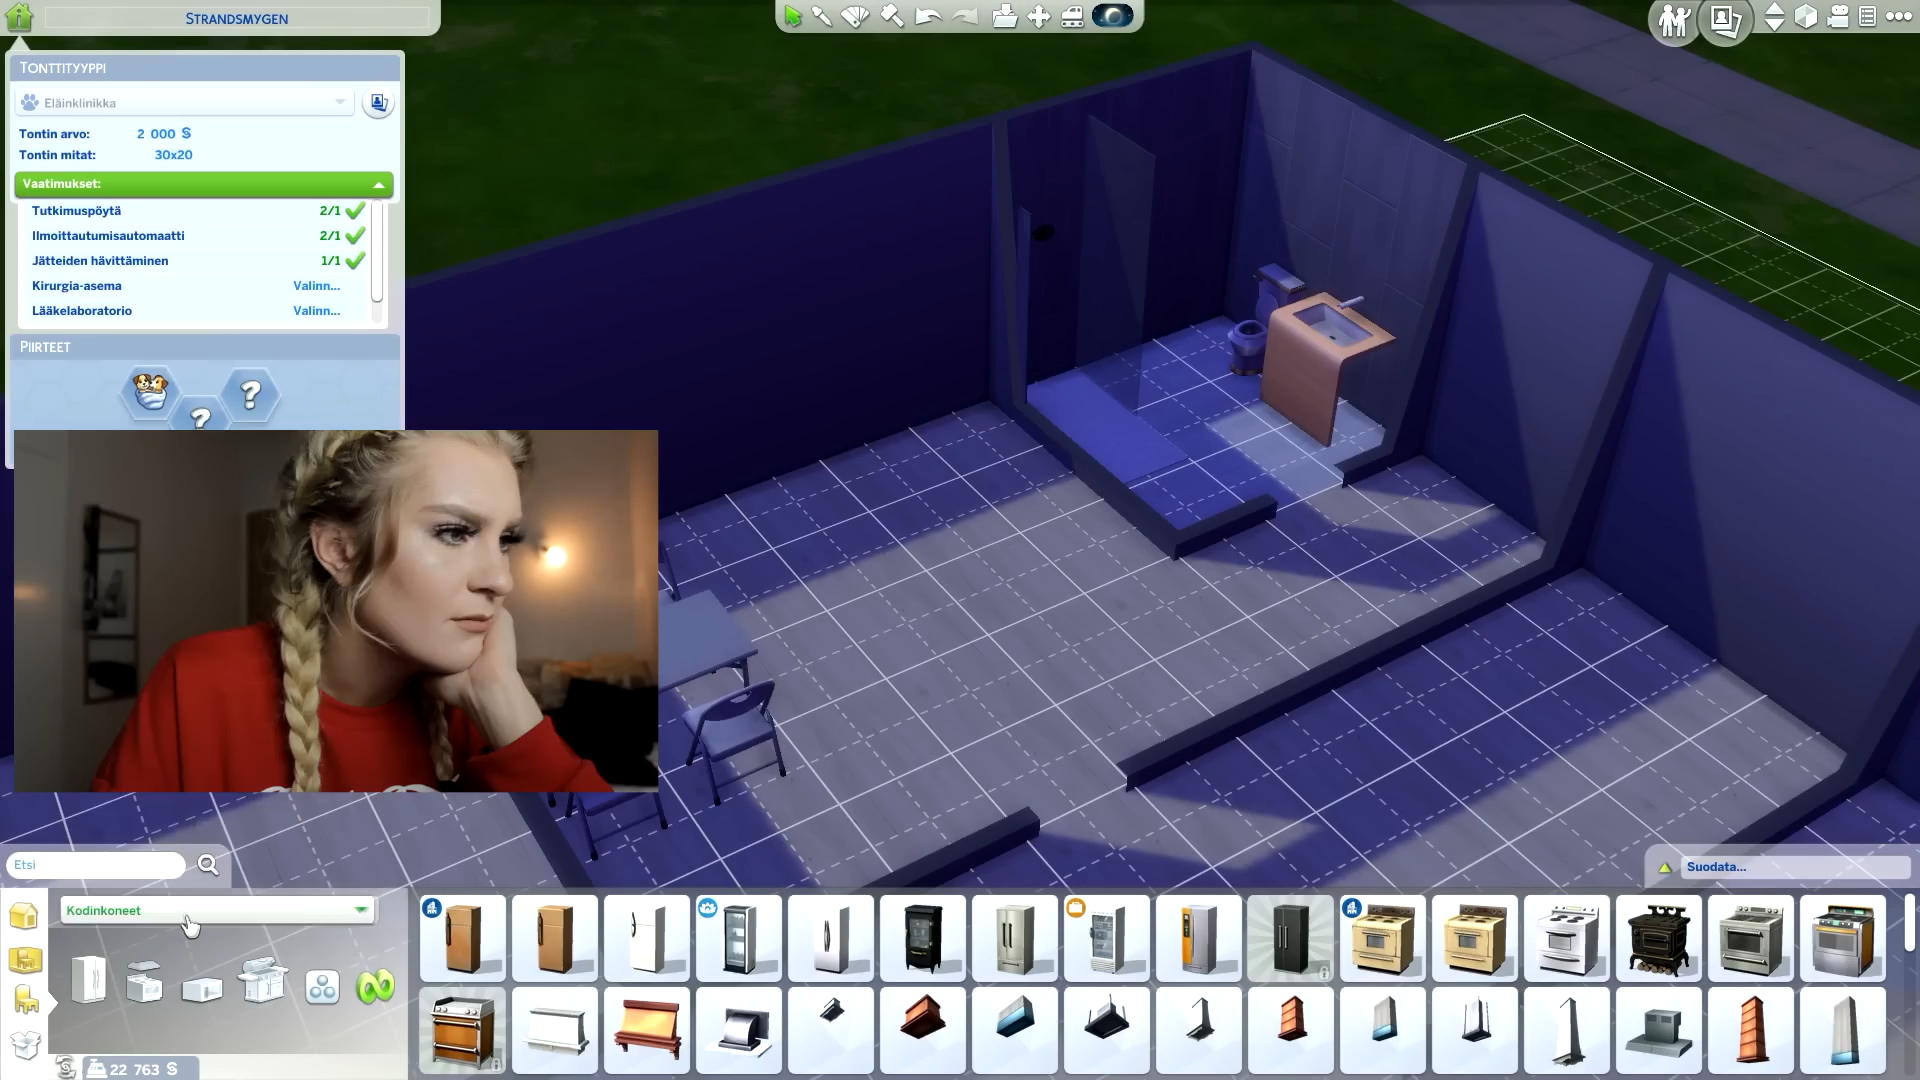 Strandsmygen
Tonttityyppi
Eläinklinikka
Tontin arvo: 2 000 §
Tontin mitat: 30x20
Vaatimukset:
Tutkimuspöytä 2/1
Ilmoittautumisautomaatti 2/1
Jätteiden hävittäminen 1/1
Kirurgia-asema Valinn...
Lääkelaboratorio Valinn...
Piirteet
Etsi
Suodata...
Kodinkoneet
22 763 §